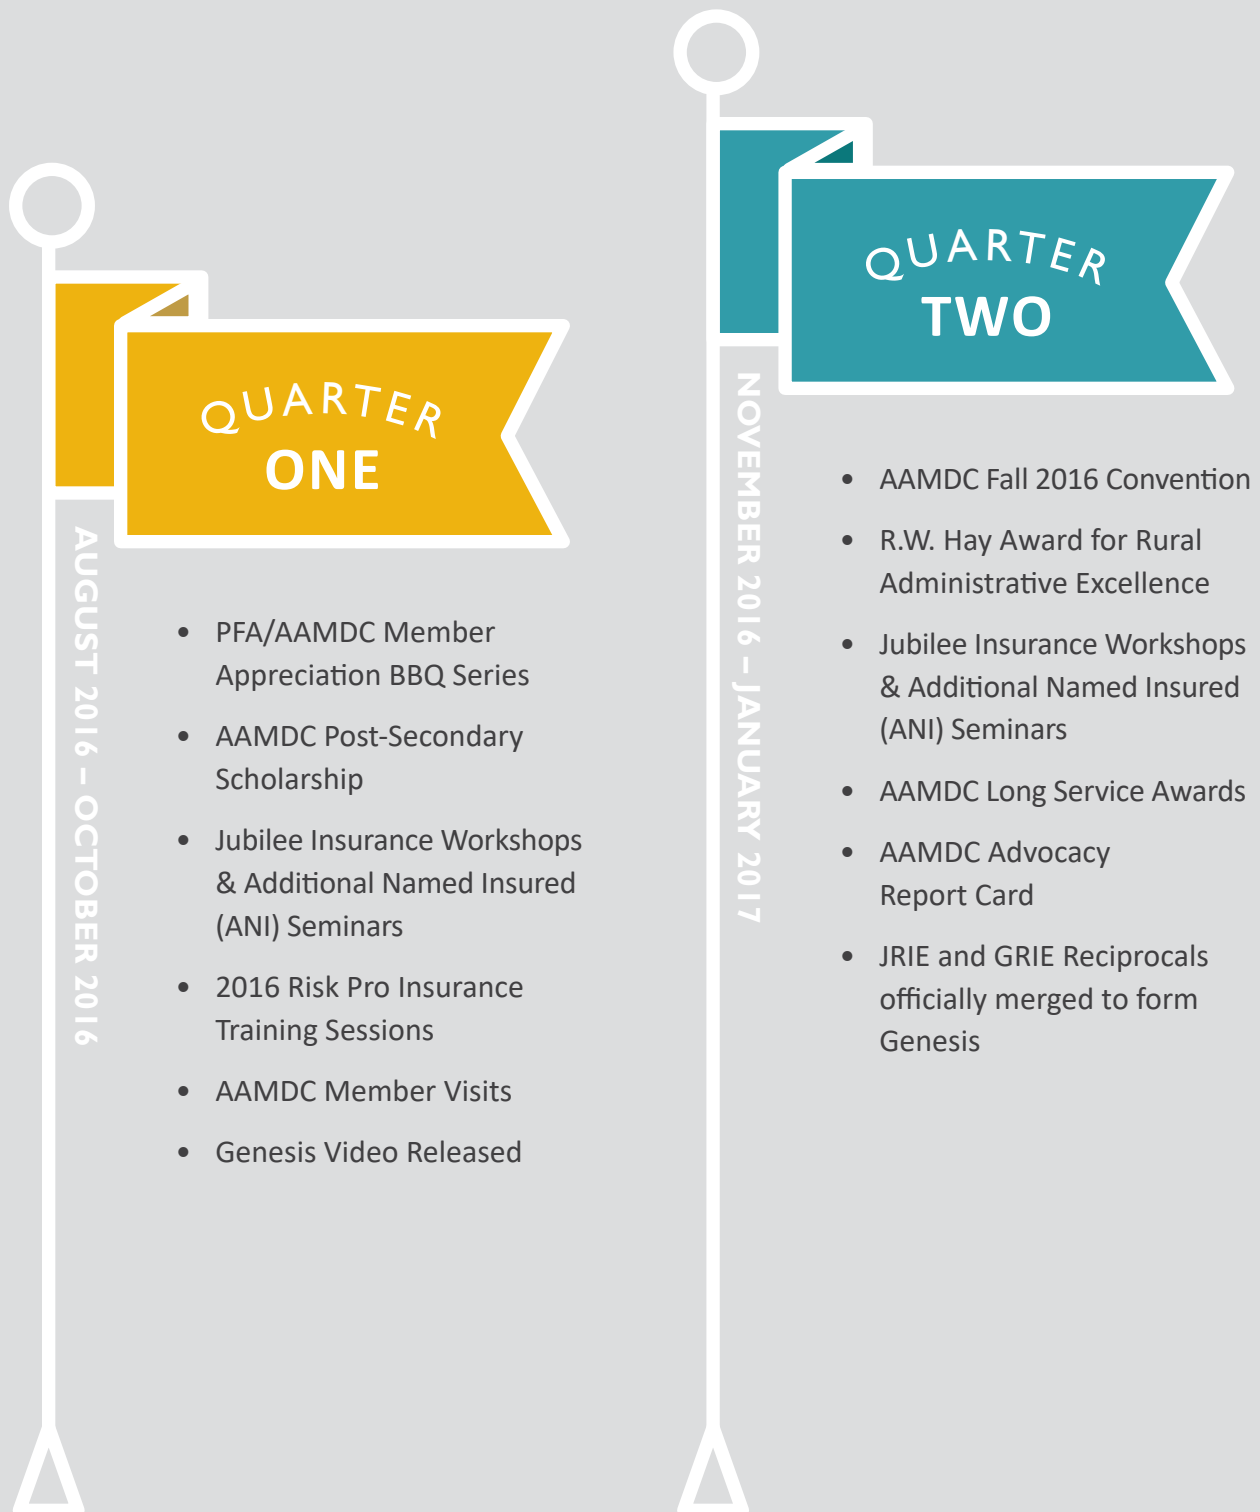 QUARTER
ONE
AUGUST 2016 – OCTOBER 2016
• PFA/AAMDC Member
Appreciation BBQ Series
• AAMDC Post-Secondary
Scholarship
• Jubilee Insurance Workshops
& Additional Named Insured
(ANI) Seminars
• 2016 Risk Pro Insurance
Training Sessions
• AAMDC Member Visits
• Genesis Video Released
QUARTER
TWO
NOVEMBER 2016 – JANUARY 2017
• AAMDC Fall 2016 Convention
• R.W. Hay Award for Rural
Administrative Excellence
• Jubilee Insurance Workshops
& Additional Named Insured
(ANI) Seminars
• AAMDC Long Service Awards
• AAMDC Advocacy
Report Card
• JRIE and GRIE Reciprocals
officially merged to form
Genesis